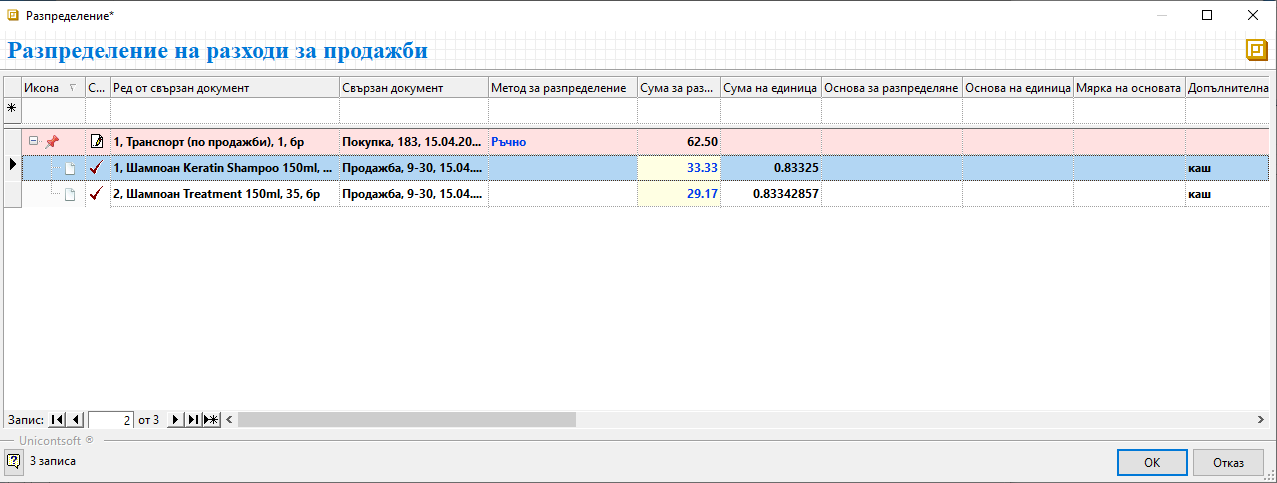 Разпределение*
Разпределение на разходи за продажби
Икона С... Ред от свързан документ Свързан документ Метод за разпределение Сума за раз... Сума на единица Основа за разпределяне Основа на единица Мярка на основата Допълнителна
1, Транспорт (по продажби), 1, бр Покупка, 183, 15.04.20... Ръчно 62.50
1, Шампоан Keratin Shampoo 150ml, ... Продажба, 9-30, 15.04.... 33.33 0.83325 каш
2, Шампоан Treatment 150ml, 35, бр Продажба, 9-30, 15.04.... 29.17 0.83342857 каш
Запис: 2 от 3
Unicontsoft ®
3 записа OK Отказ